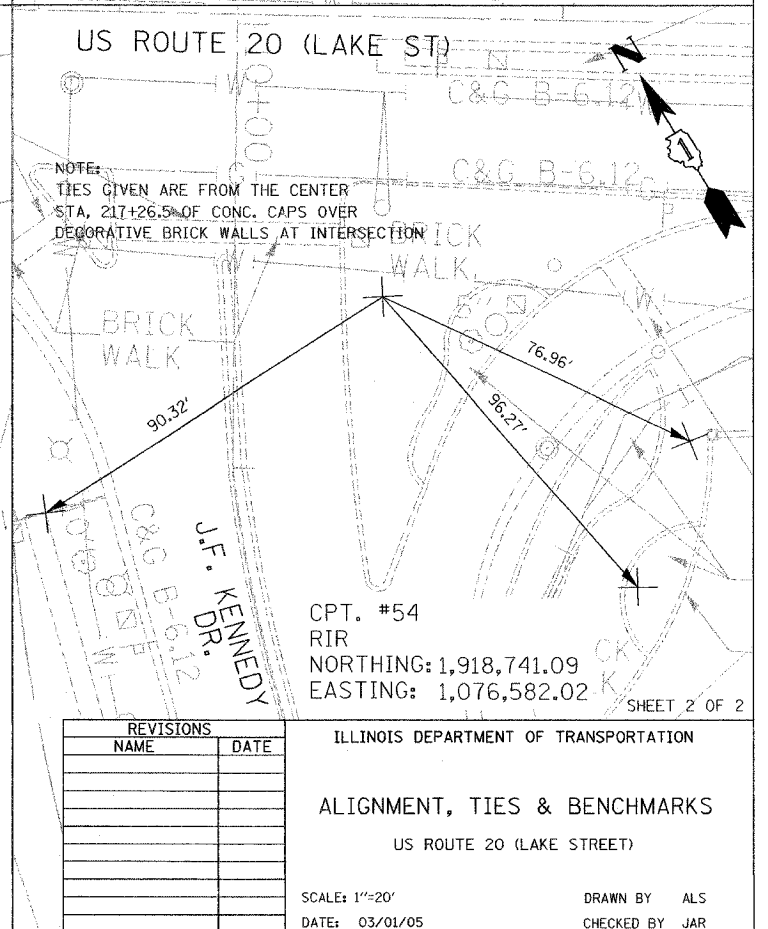 US ROUTE 20 (LAKE ST)
N
1
W
0+00
C&G B-6.12
W
NOTE:
TIES GIVEN ARE FROM THE CENTER
STA, 217+26.5 OF CONC. CAPS OVER
DECORATIVE BRICK WALLS AT INTERSECTION
G
C&G B-6.12
G
P
BRICK
WALK
W
W
BRICK
WALK
76.96'
96.27'
90.32'
C&G B-6.12
J.F. KENNEDY
DR.
CPT. #54
RIR
NORTHING: 1,918,741.09
EASTING: 1,076,582.02
CK
K
SHEET 2 OF 2
REVISIONS
NAME DATE
ILLINOIS DEPARTMENT OF TRANSPORTATION
ALIGNMENT, TIES & BENCHMARKS
US ROUTE 20 (LAKE STREET)
SCALE: 1"=20' DRAWN BY ALS
DATE: 03/01/05 CHECKED BY JAR